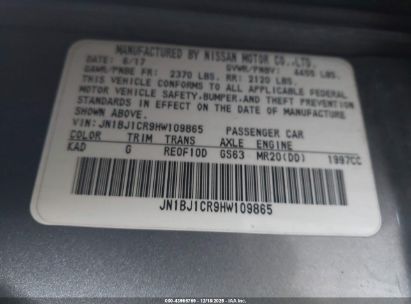 MANUFACTURED BY NISSAN MOTOR CO.,LTD.
DATE: 6/17 GVWR/PNBV: 4405 LBS.
GAWR/PNBE FR: 2370 LBS. RR: 2120 LBS.
THIS VEHICLE CONFORMS TO ALL APPLICABLE FEDERAL
MOTOR VEHICLE SAFETY,BUMPER,AND THEFT PREVENTION
STANDARDS IN EFFECT ON THE DATE OF MANUFACTURE
SHOWN ABOVE.
VIN: JN1BJ1CR9HW109865 PASSENGER CAR
COLOR TRIM TRANS AXLE ENGINE
KAD G RE0F10D GS63 MR20(DD) 1997CC
JN1BJ1CR9HW109865